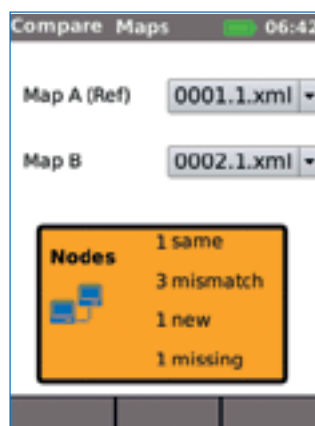 Compare Maps 06:42
Map A (Ref) 0001.1.xml
Map B 0002.1.xml
Nodes
1 same
3 mismatch
1 new
1 missing